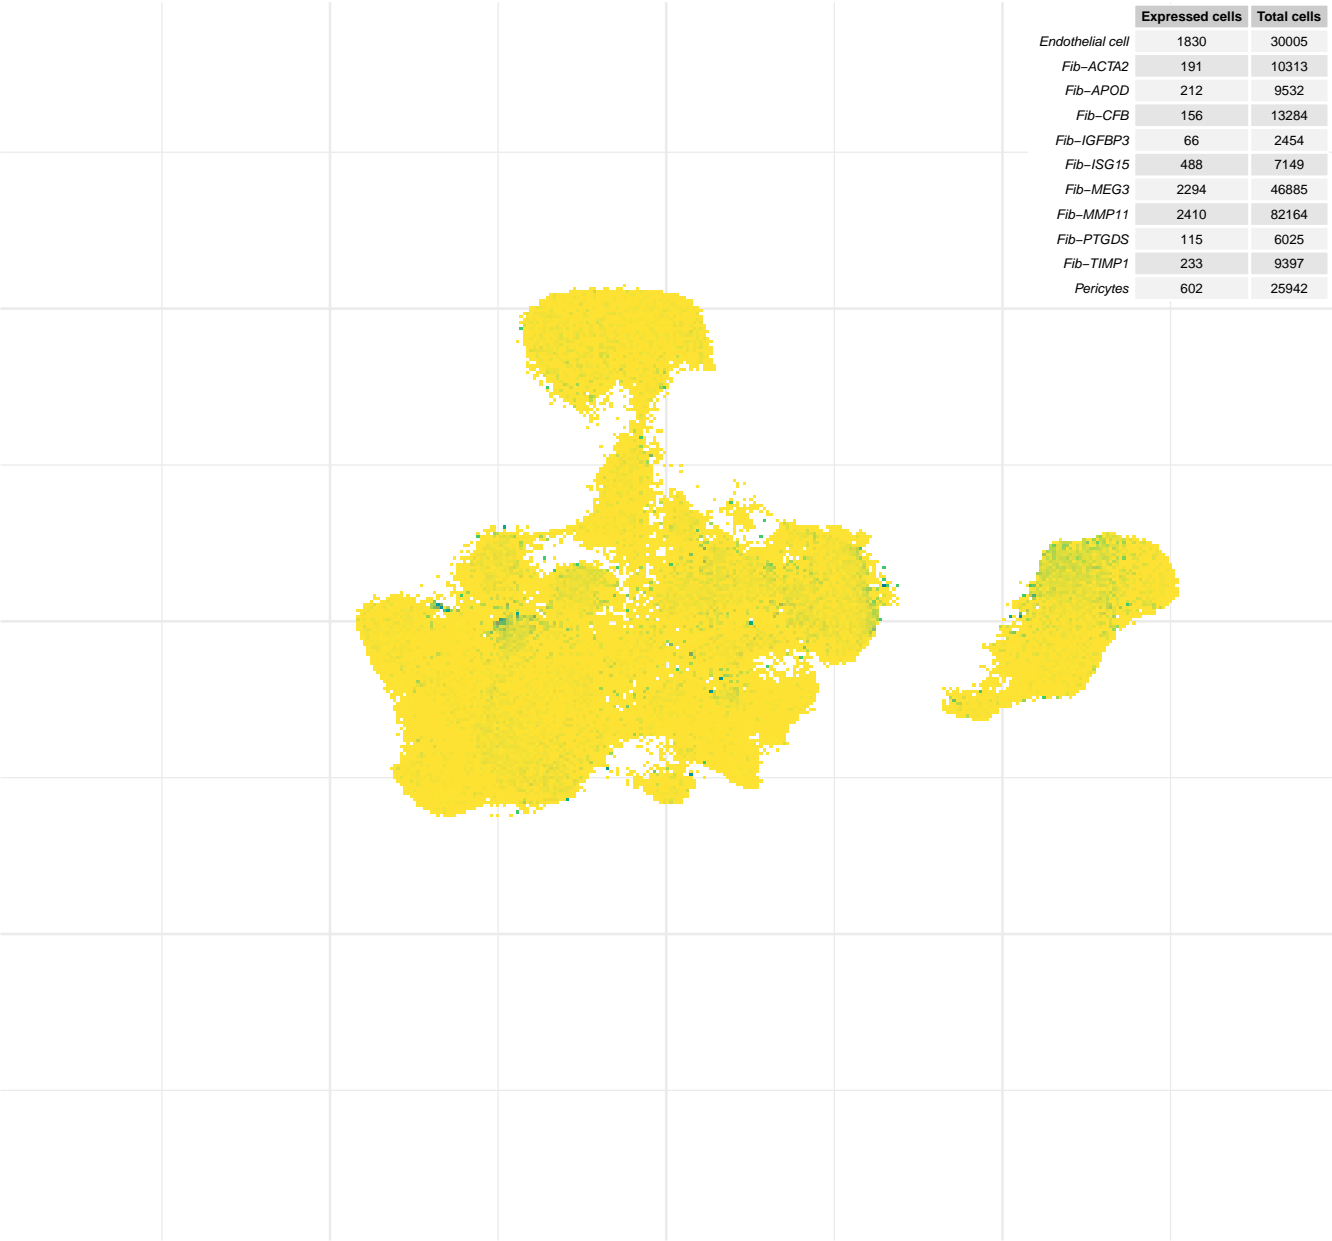 Expressed cells Total cells
Endothelial cell 1830 30005
Fib−ACTA2 191 10313
Fib−APOD 212 9532
Fib−CFB 156 13284
Fib−IGFBP3 66 2454
Fib−ISG15 488 7149
Fib−MEG3 2294 46885
Fib−MMP11 2410 82164
Fib−PTGDS 115 6025
Fib−TIMP1 233 9397
Pericytes 602 25942